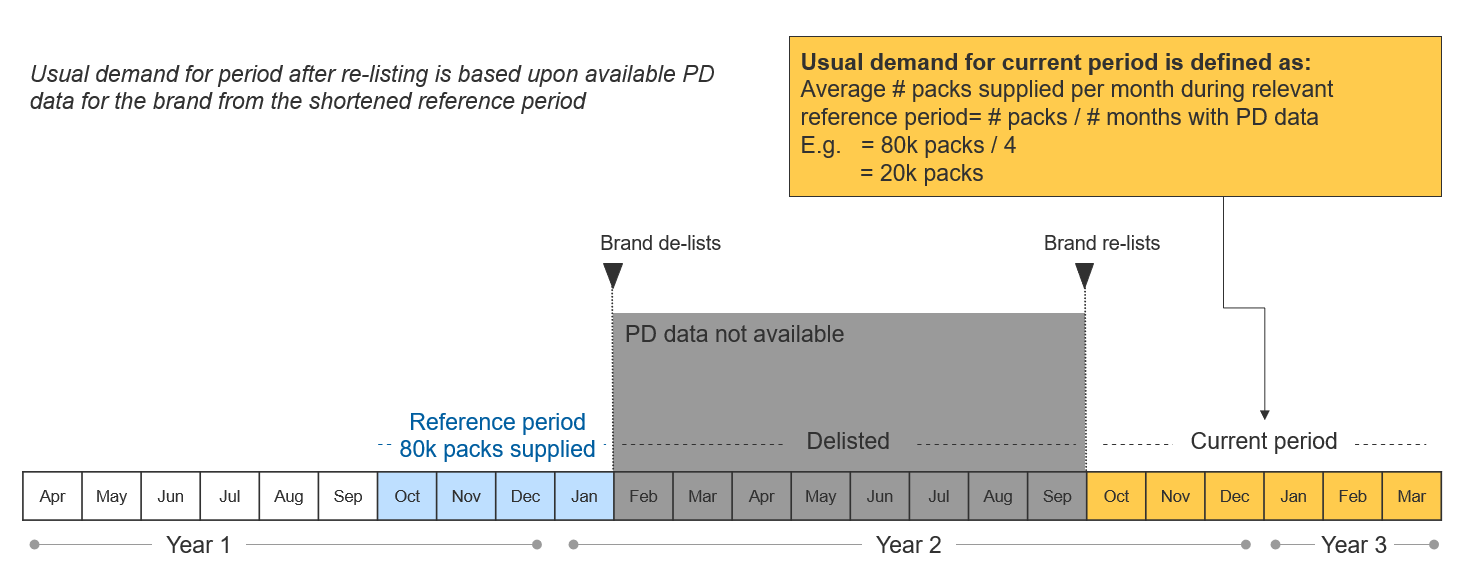 Usual demand for period after re-listing is based upon available PD
data for the brand from the shortened reference period
Usual demand for current period is defined as:
Average # packs supplied per month during relevant
reference period= # packs / # months with PD data
E.g. = 80k packs / 4
= 20k packs
Brand de-lists
Brand re-lists
PD data not available
Reference period
80k packs supplied
Delisted
Current period
Apr May Jun Jul Aug Sep Oct Nov Dec Jan Feb Mar Apr May Jun Jul Aug Sep Oct Nov Dec Jan Feb Mar
Year 1 Year 2 Year 3